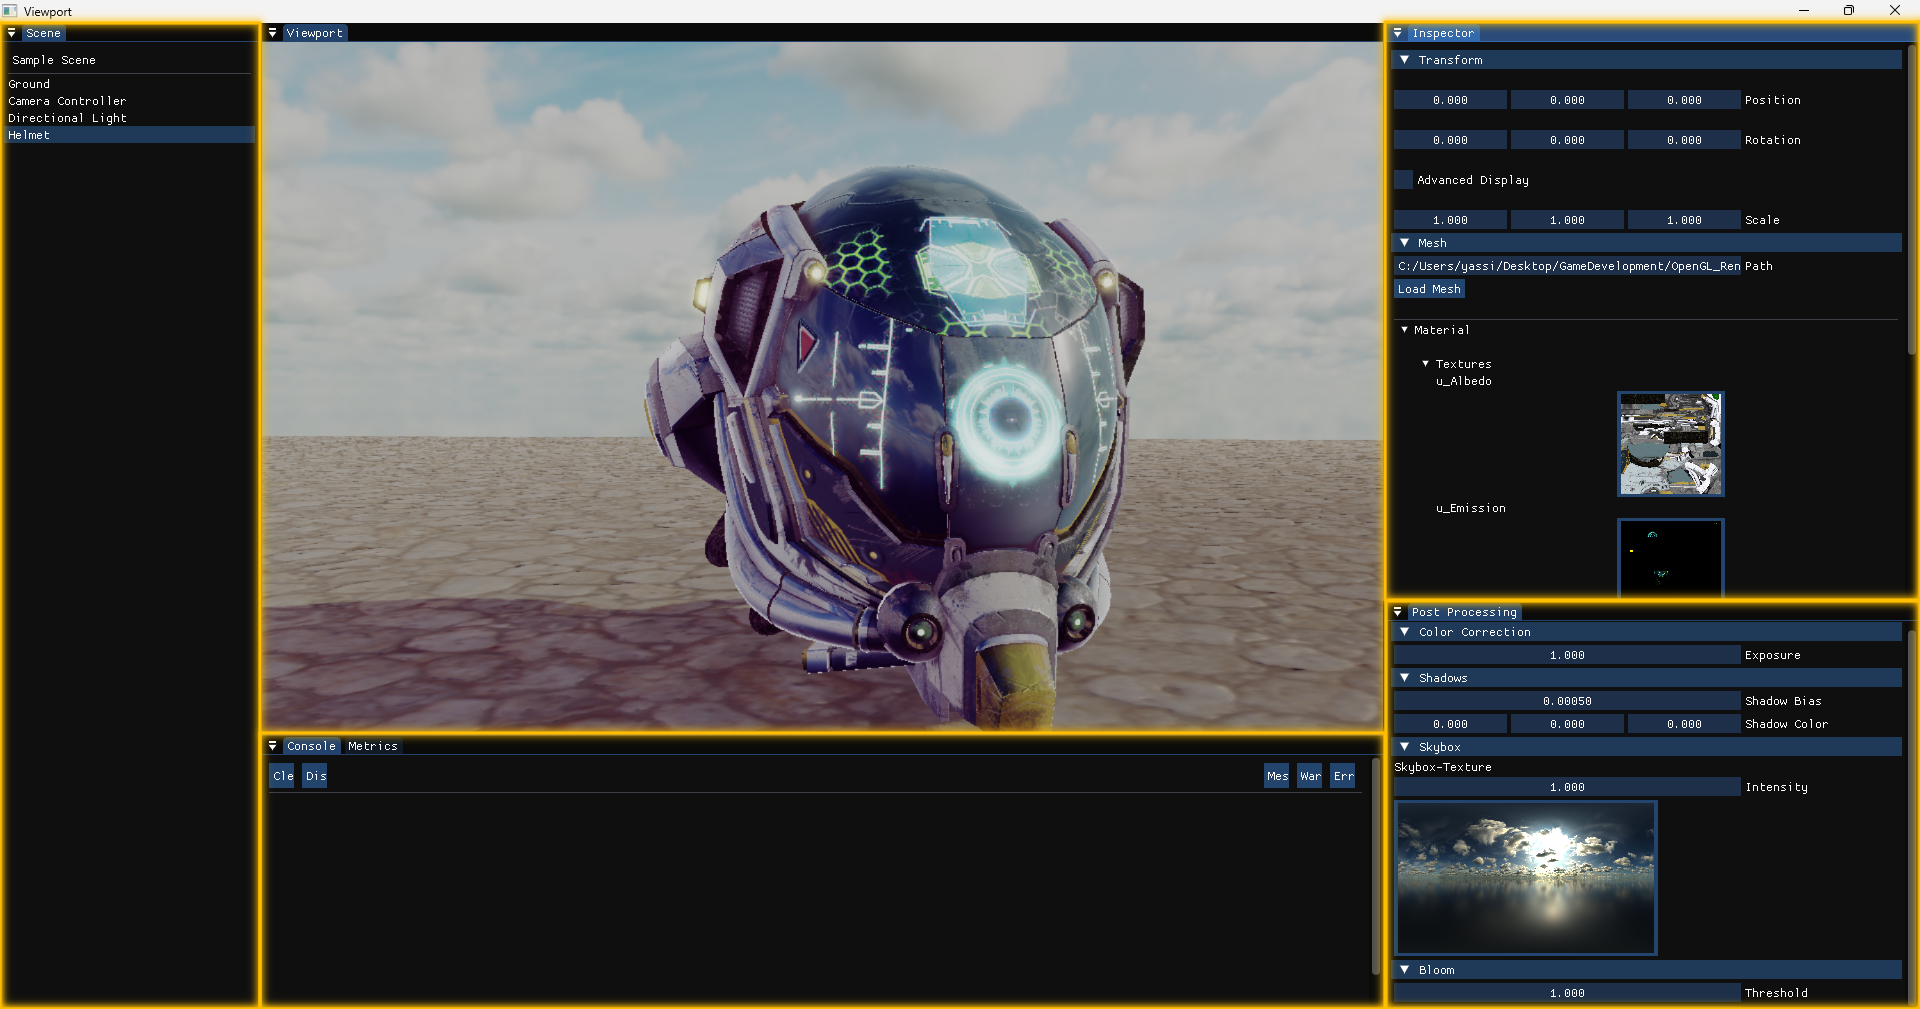 Viewport
Scene
Sample Scene
Ground
Camera Controller
Directional Light
Helmet
Viewport
Console Metrics
Cle Dis Mes War Err
Inspector
Transform
0.000 0.000 0.000 Position
0.000 0.000 0.000 Rotation
Advanced Display
1.000 1.000 1.000 Scale
Mesh
C:/Users/yassi/Desktop/GameDevelopment/OpenGL_Ren Path
Load Mesh
Material
Textures
u_Albedo
u_Emission
Post Processing
Color Correction
1.000 Exposure
Shadows
0.00050 Shadow Bias
0.000 0.000 0.000 Shadow Color
Skybox
Skybox-Texture
1.000 Intensity
Bloom
1.000 Threshold